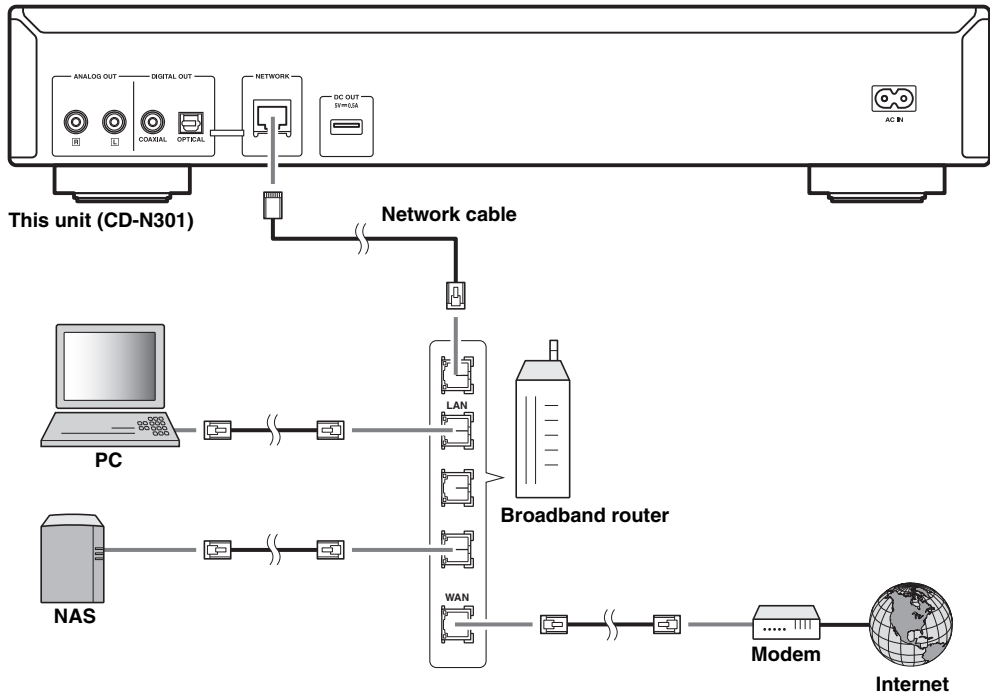 ANALOG OUT
DIGITAL OUT
NETWORK
DC OUT
5V⎓0.5A
R
L
COAXIAL
OPTICAL
AC IN
This unit (CD-N301)
Network cable
LAN
PC
Broadband router
NAS
WAN
Modem
Internet